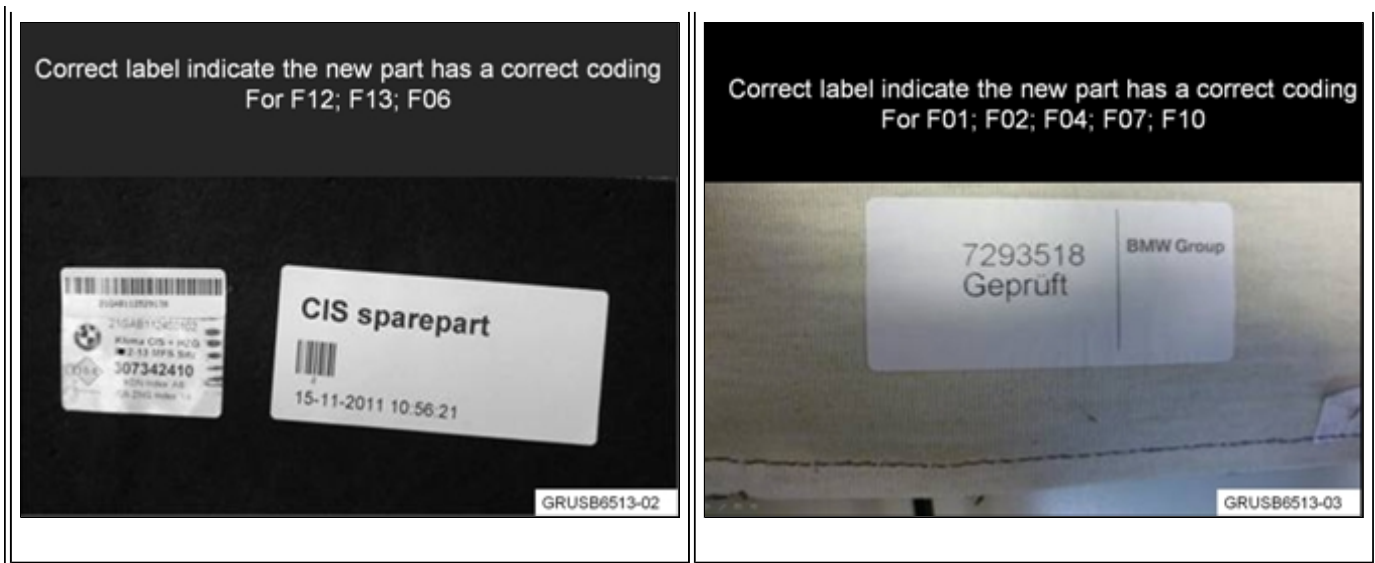 Correct label indicate the new part has a correct coding
For F12; F13; F06
307342410
CIS sparepart
15-11-2011 10:56:21
GRUSB6513-02
Correct label indicate the new part has a correct coding
For F01; F02; F04; F07; F10
7293518
Geprüft
BMW Group
GRUSB6513-03